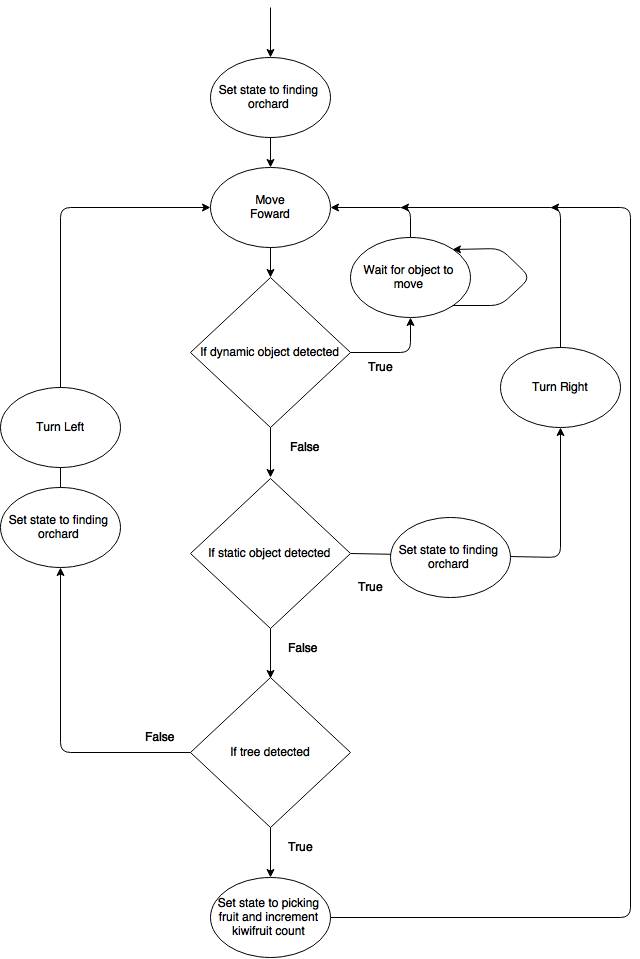 Set state to finding
orchard
Move
Foward
Wait for object to
move
If dynamic object detected
True
Turn Right
False
Turn Left
Set state to finding
orchard
If static object detected
Set state to finding
orchard
True
False
False
If tree detected
True
Set state to picking
fruit and increment
kiwifruit count